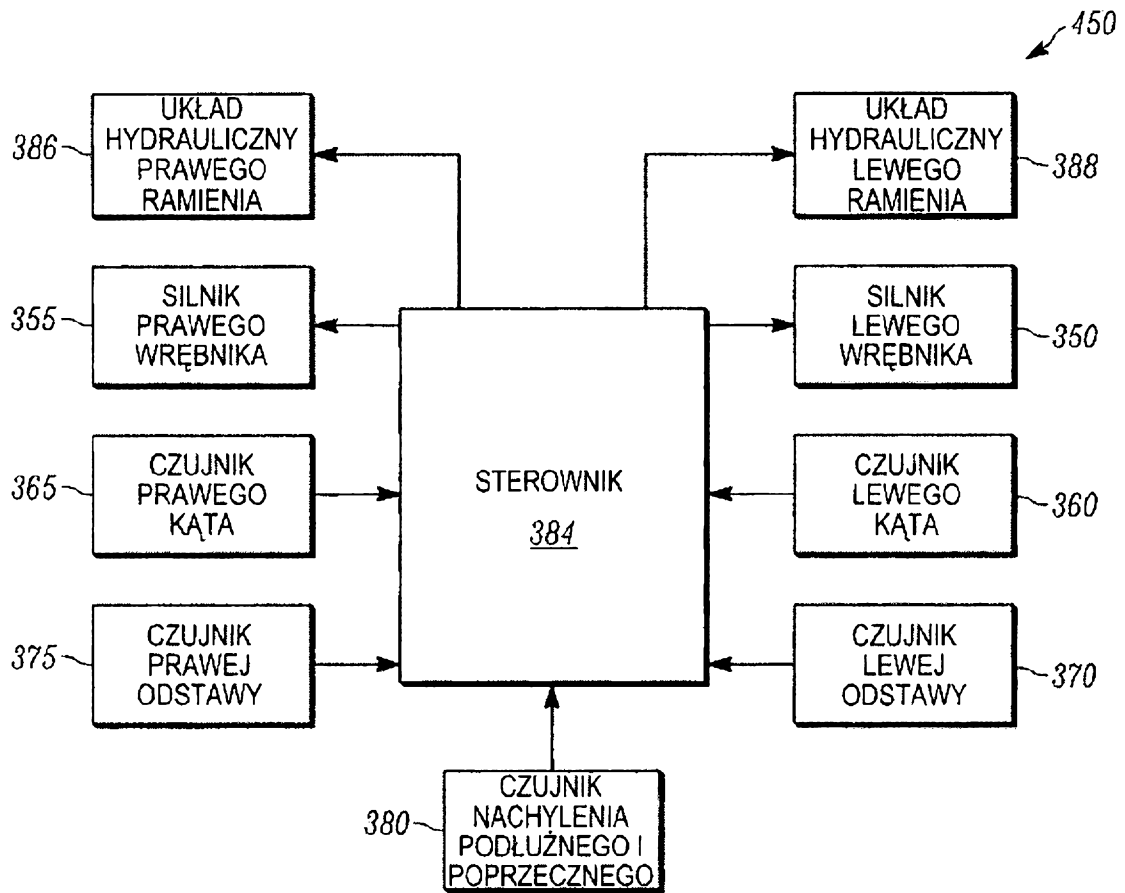 450
386
UKŁAD
HYDRAULICZNY
PRAWEGO
RAMIENIA
UKŁAD
HYDRAULICZNY
LEWEGO
RAMIENIA
388
355
SILNIK
PRAWEGO
WRĘBNIKA
SILNIK
LEWEGO
WRĘBNIKA
350
365
CZUJNIK
PRAWEGO
KĄTA
STEROWNIK
384
CZUJNIK
LEWEGO
KĄTA
360
375
CZUJNIK
PRAWEJ
ODSTAWY
CZUJNIK
LEWEJ
ODSTAWY
370
380
CZUJNIK
NACHYLENIA
PODŁUŻNEGO I
POPRZECZNEGO